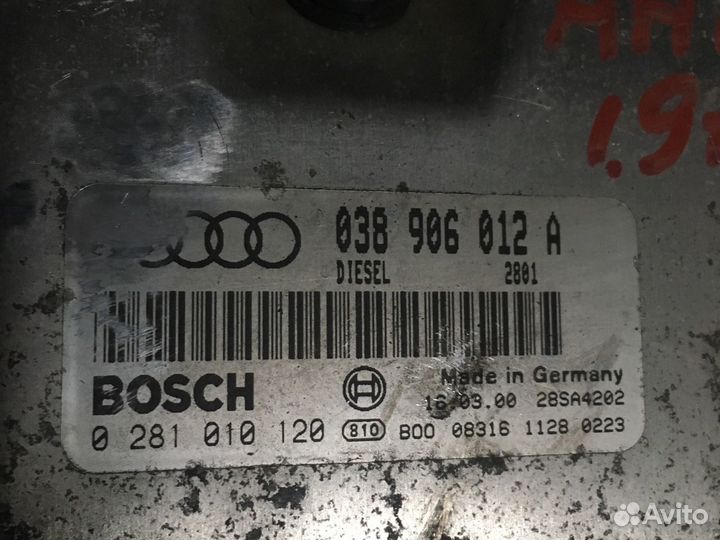 1.9
038 906 012 A
DIESEL 2801
BOSCH
Made in Germany
16.03.00 28SA4202
0 281 010 120 810 B00 08316 1128 0223
Avito